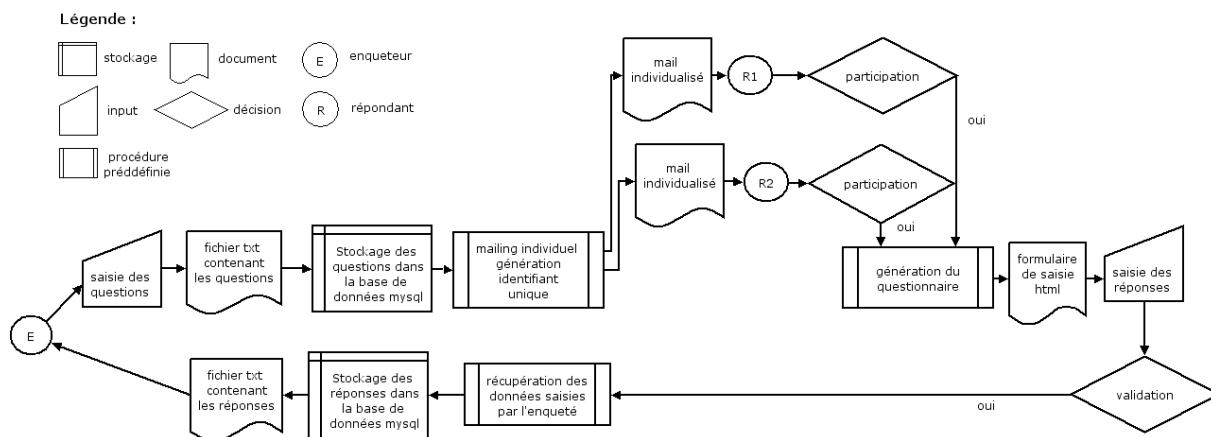 Légende :
stockage
document
E
enqueteur
input
décision
R
répondant
procédure
préddéfinie
mail
individualisé
R1
participation
oui
mail
individualisé
R2
participation
oui
saisie des
questions
fichier txt
contenant
les questions
Stockage des
questions dans
la base de
données mysql
mailing individuel
génération
identifiant
unique
génération du
questionnaire
formulaire
de saisie
html
saisie des
réponses
E
fichier txt
contenant
les réponses
Stockage des
réponses dans
la base de
données mysql
récupération des
données saisies
par l'enqueté
oui
validation